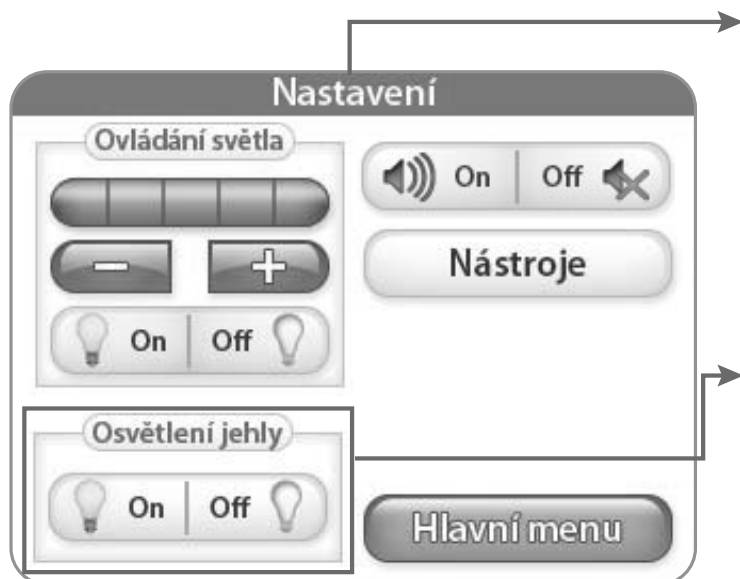 Nastavení
Ovládání světla
On Off
On Off
Nástroje
Osvětlení jehly
On Off
Hlavní menu